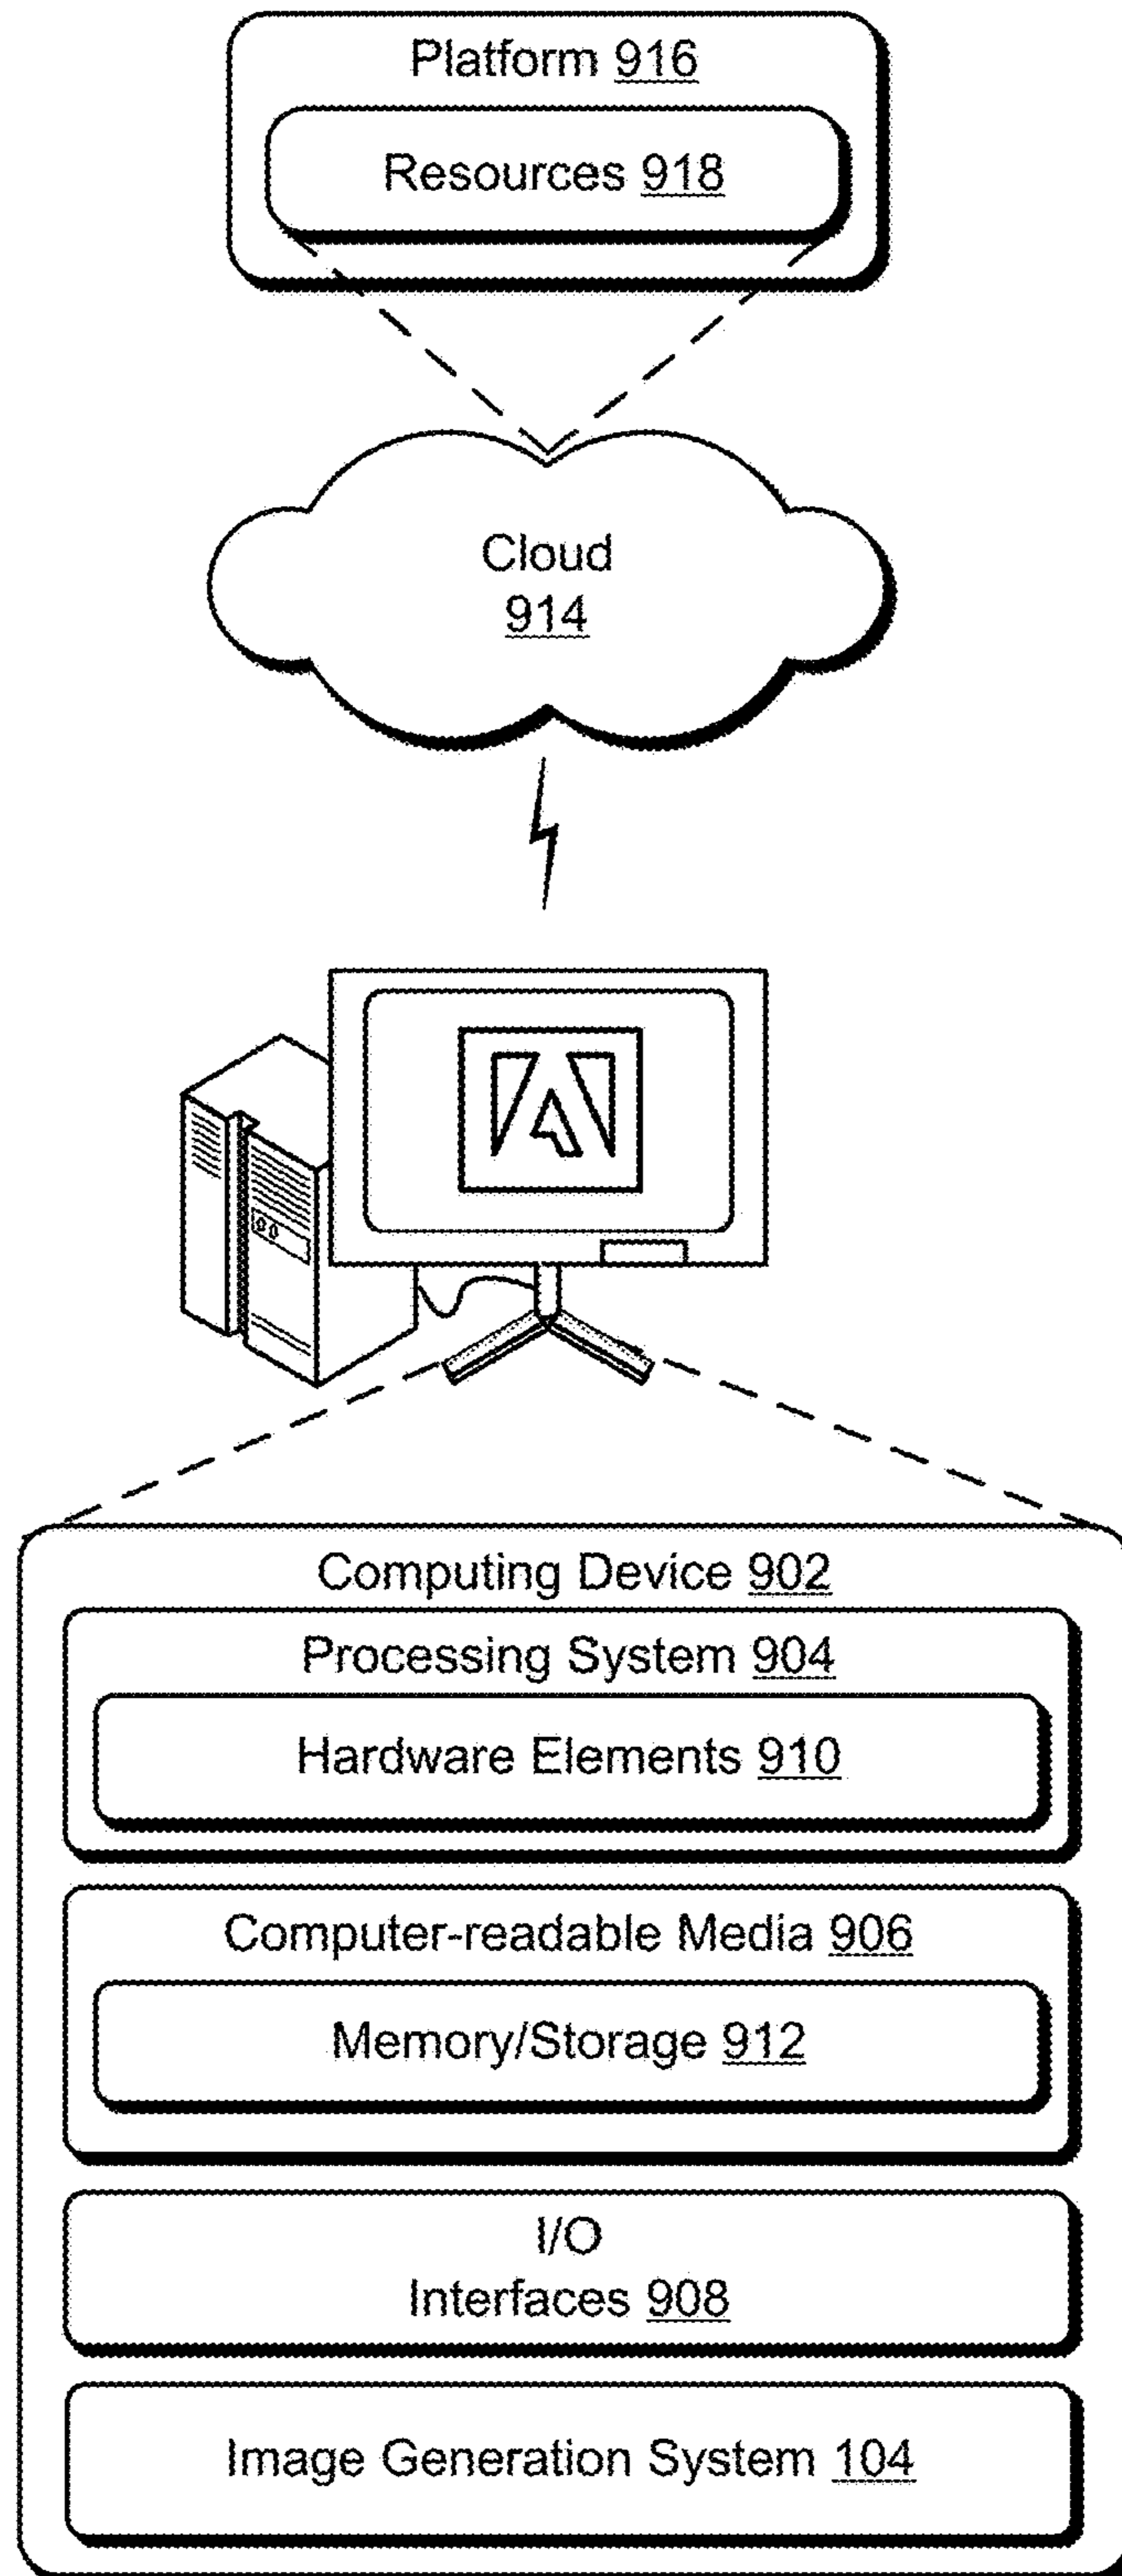 Platform 916
Resources 918
Cloud
914
Computing Device 902
Processing System 904
Hardware Elements 910
Computer-readable Media 906
Memory/Storage 912
I/O
Interfaces 908
Image Generation System 104